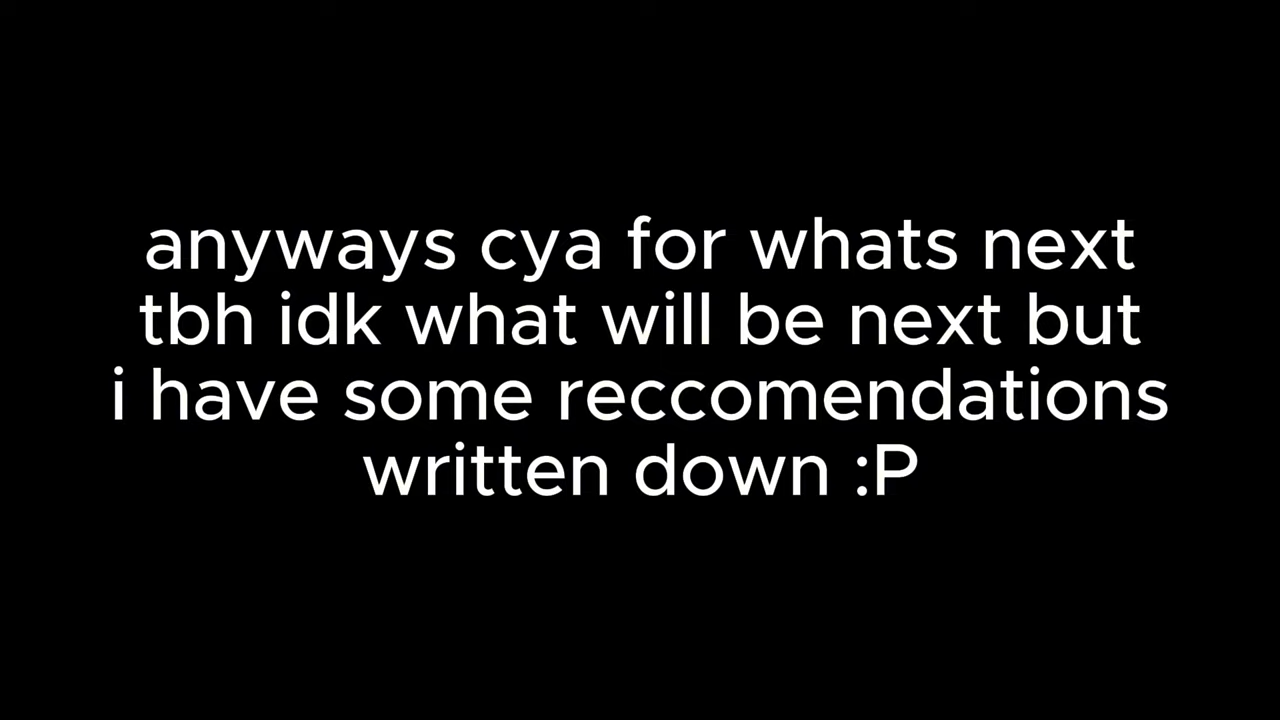 anyways cya for whats next
tbh idk what will be next but
i have some reccomendations
written down :P